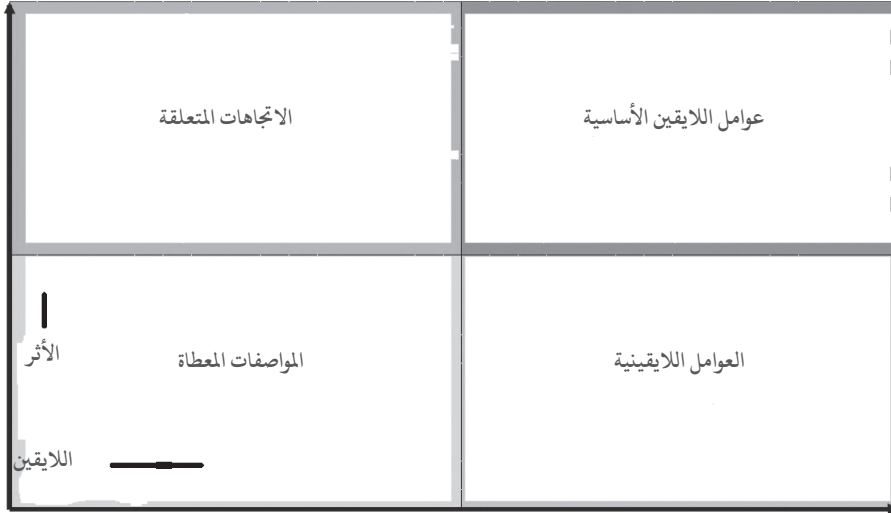 عوامل اللايقين الأساسية
الاتجاهات المتعلقة
العوامل اللايقينية
المواصفات المعطاة
الأثر
اللايقين